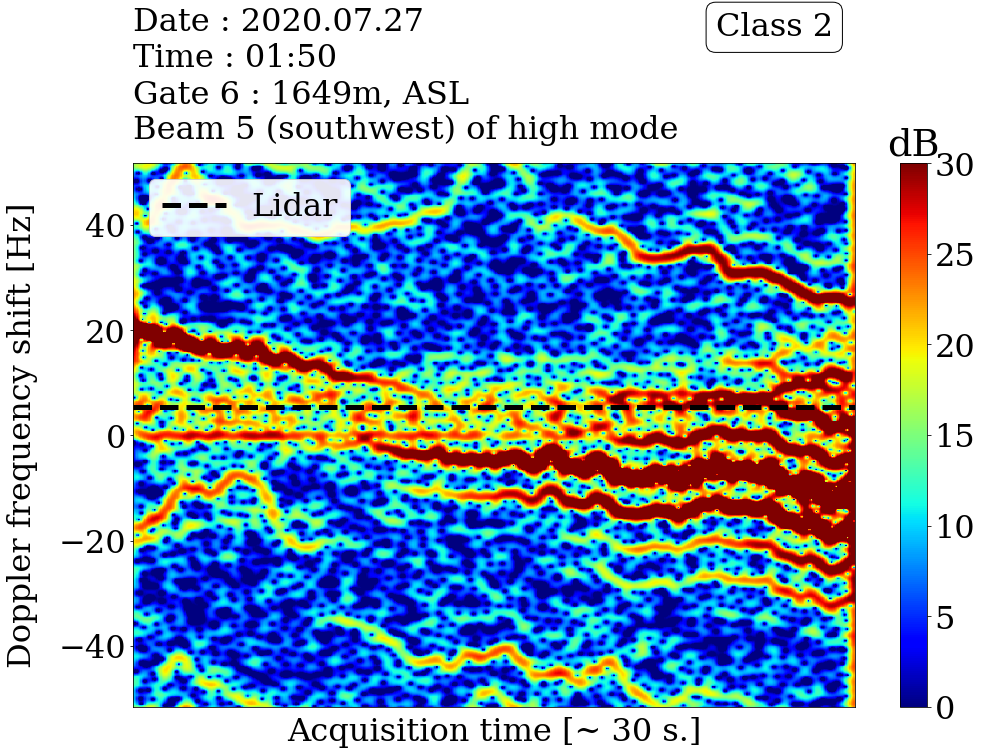 Date : 2020.07.27
Class 2
Time : 01:50
Gate 6 : 1649m, ASL
Beam 5 (southwest) of high mode
dB
Lidar
Doppler frequency shift [Hz]
40
20
0
−20
−40
30
25
20
15
10
5
0
Acquisition time [~ 30 s.]